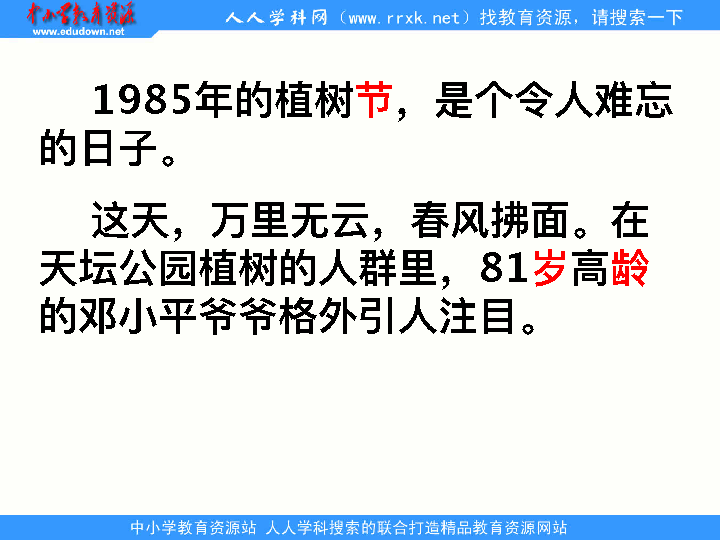 中小学教育资源
www.edudown.net
人人学科网（www.rrxk.net）找教育资源，请搜索一下
1985年的植树节，是个令人难忘
的日子。
这天，万里无云，春风拂面。在
天坛公园植树的人群里，81岁高龄
的邓小平爷爷格外引人注目。
中小学教育资源站 人人学科搜索的联合打造精品教育资源网站